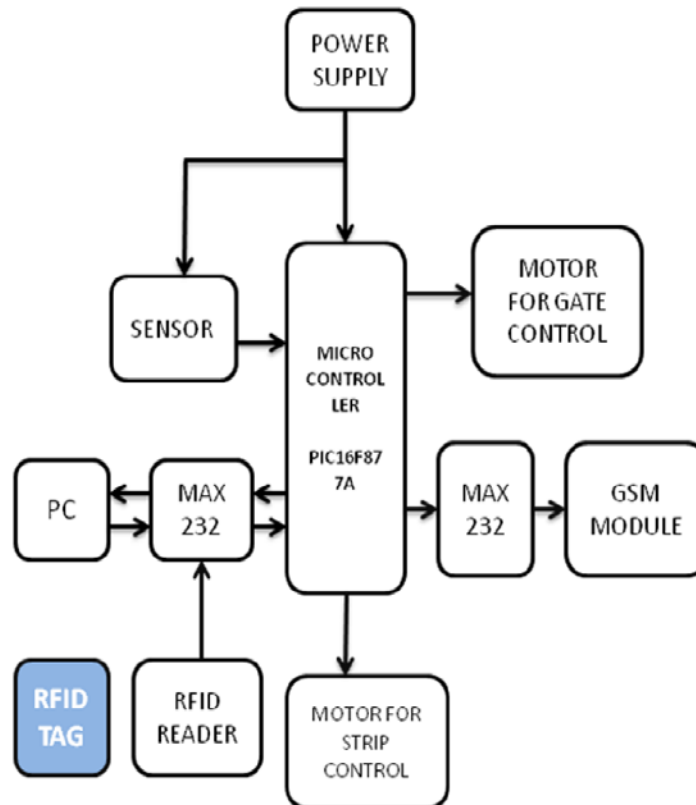 POWER
SUPPLY
SENSOR
MICRO
CONTROL
LER
PIC16F87
7A
MOTOR
FOR GATE
CONTROL
PC
MAX
232
MAX
232
GSM
MODULE
RFID
TAG
RFID
READER
MOTOR FOR
STRIP
CONTROL